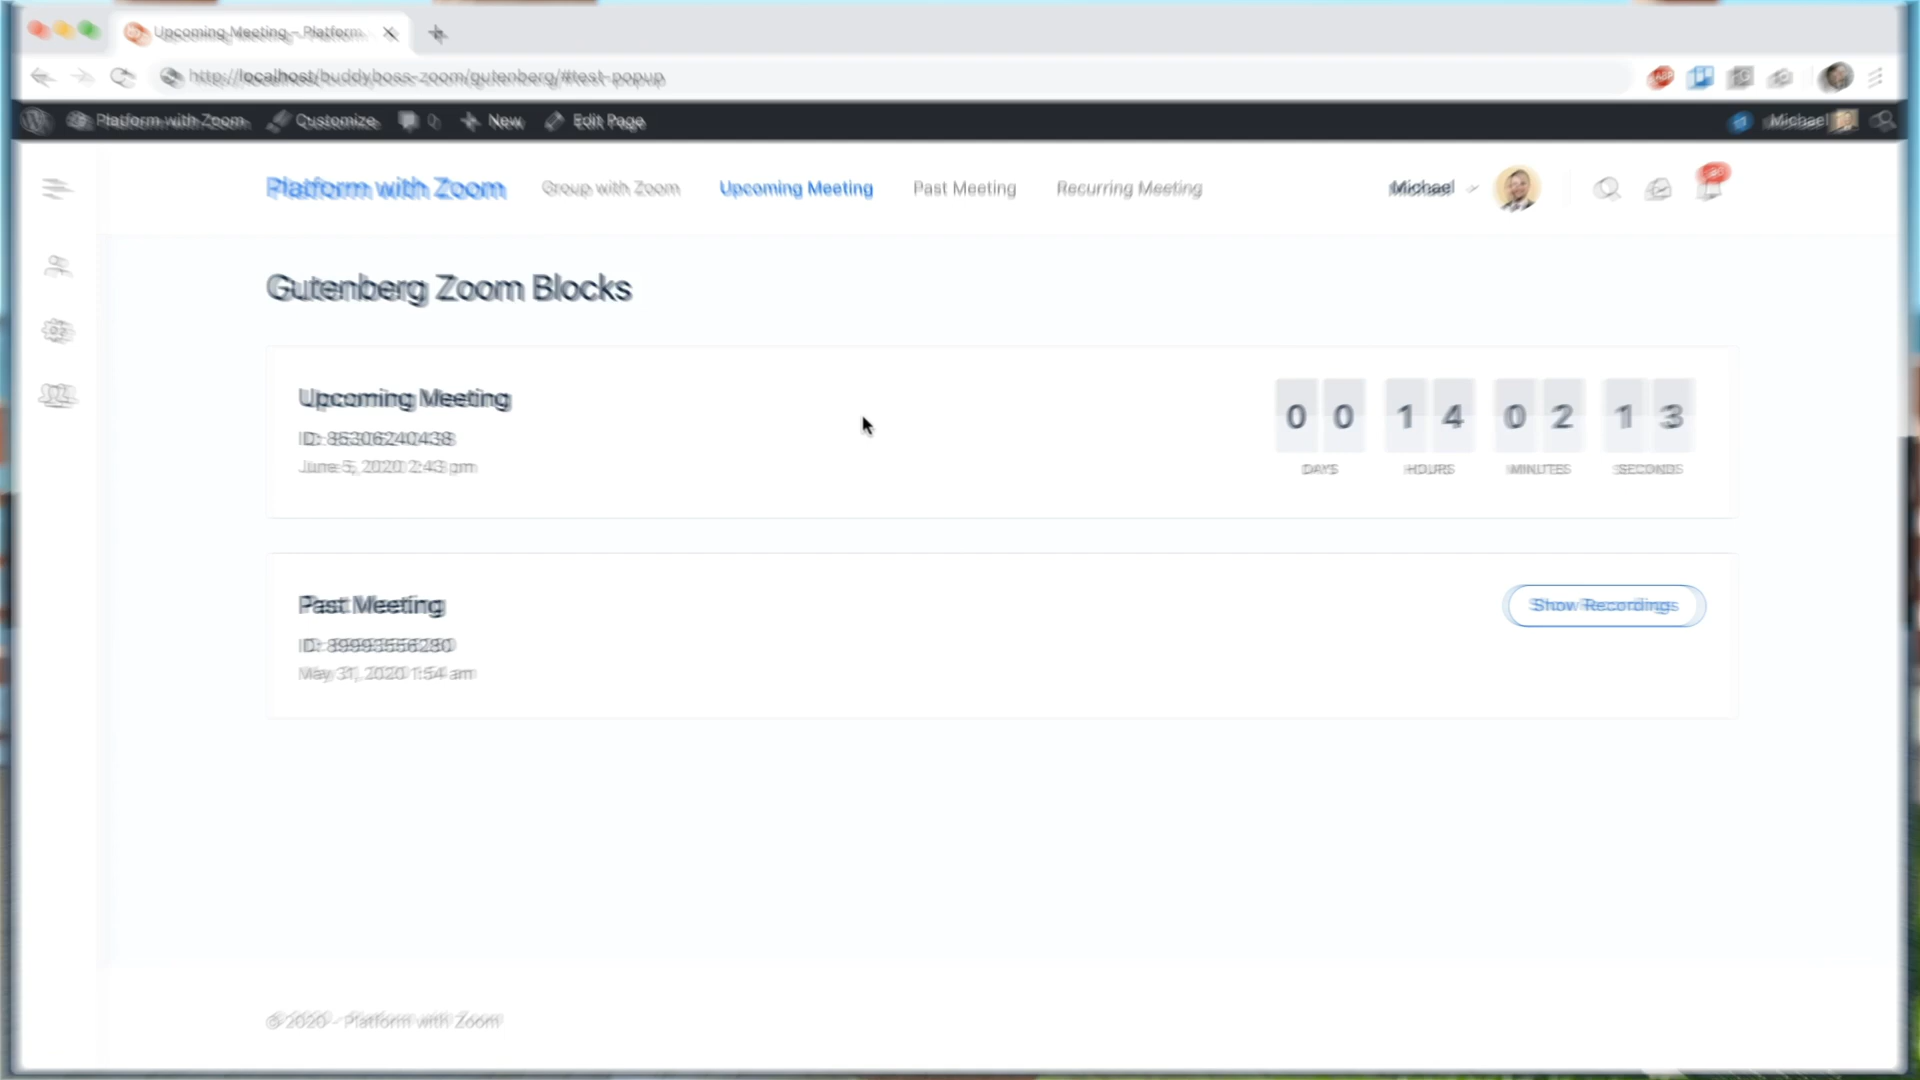 Upcoming Meeting – Platform
http://localhost/buddyboss-zoom/gutenberg/#test-popup
Platform with Zoom Customize 0 New Edit Page Michael
Platform with Zoom Group with Zoom Upcoming Meeting Past Meeting Recurring Meeting Michael
Gutenberg Zoom Blocks
Upcoming Meeting
ID: 85306240438
June 5, 2020 2:43 pm
0 0 1 4 0 2 1 3
DAYS HOURS MINUTES SECONDS
Past Meeting
Show Recordings
ID: 89993556280
May 31, 2020 1:54 am
© 2020 - Platform with Zoom